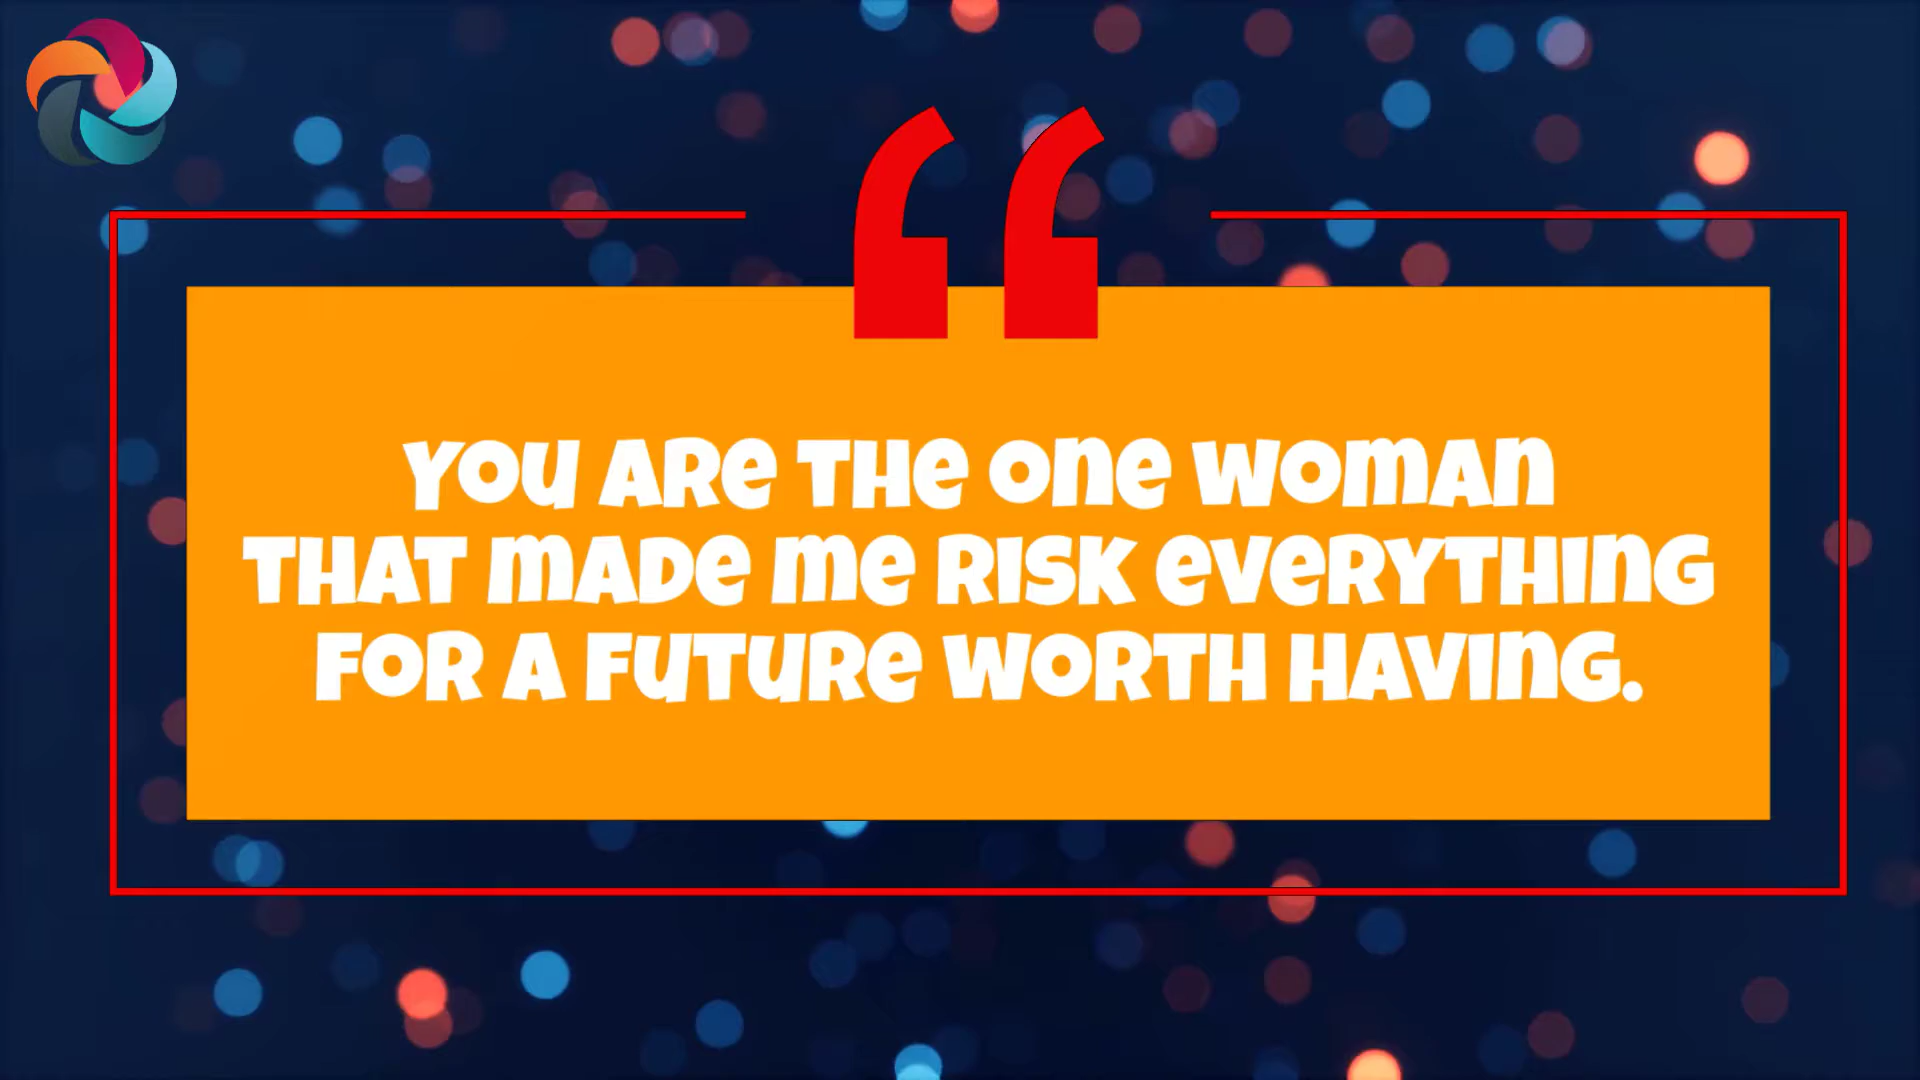 YOU ARE THE ONE WOMAN
THAT MADE ME RISK EVERYTHING
FOR A FUTURE WORTH HAVING.